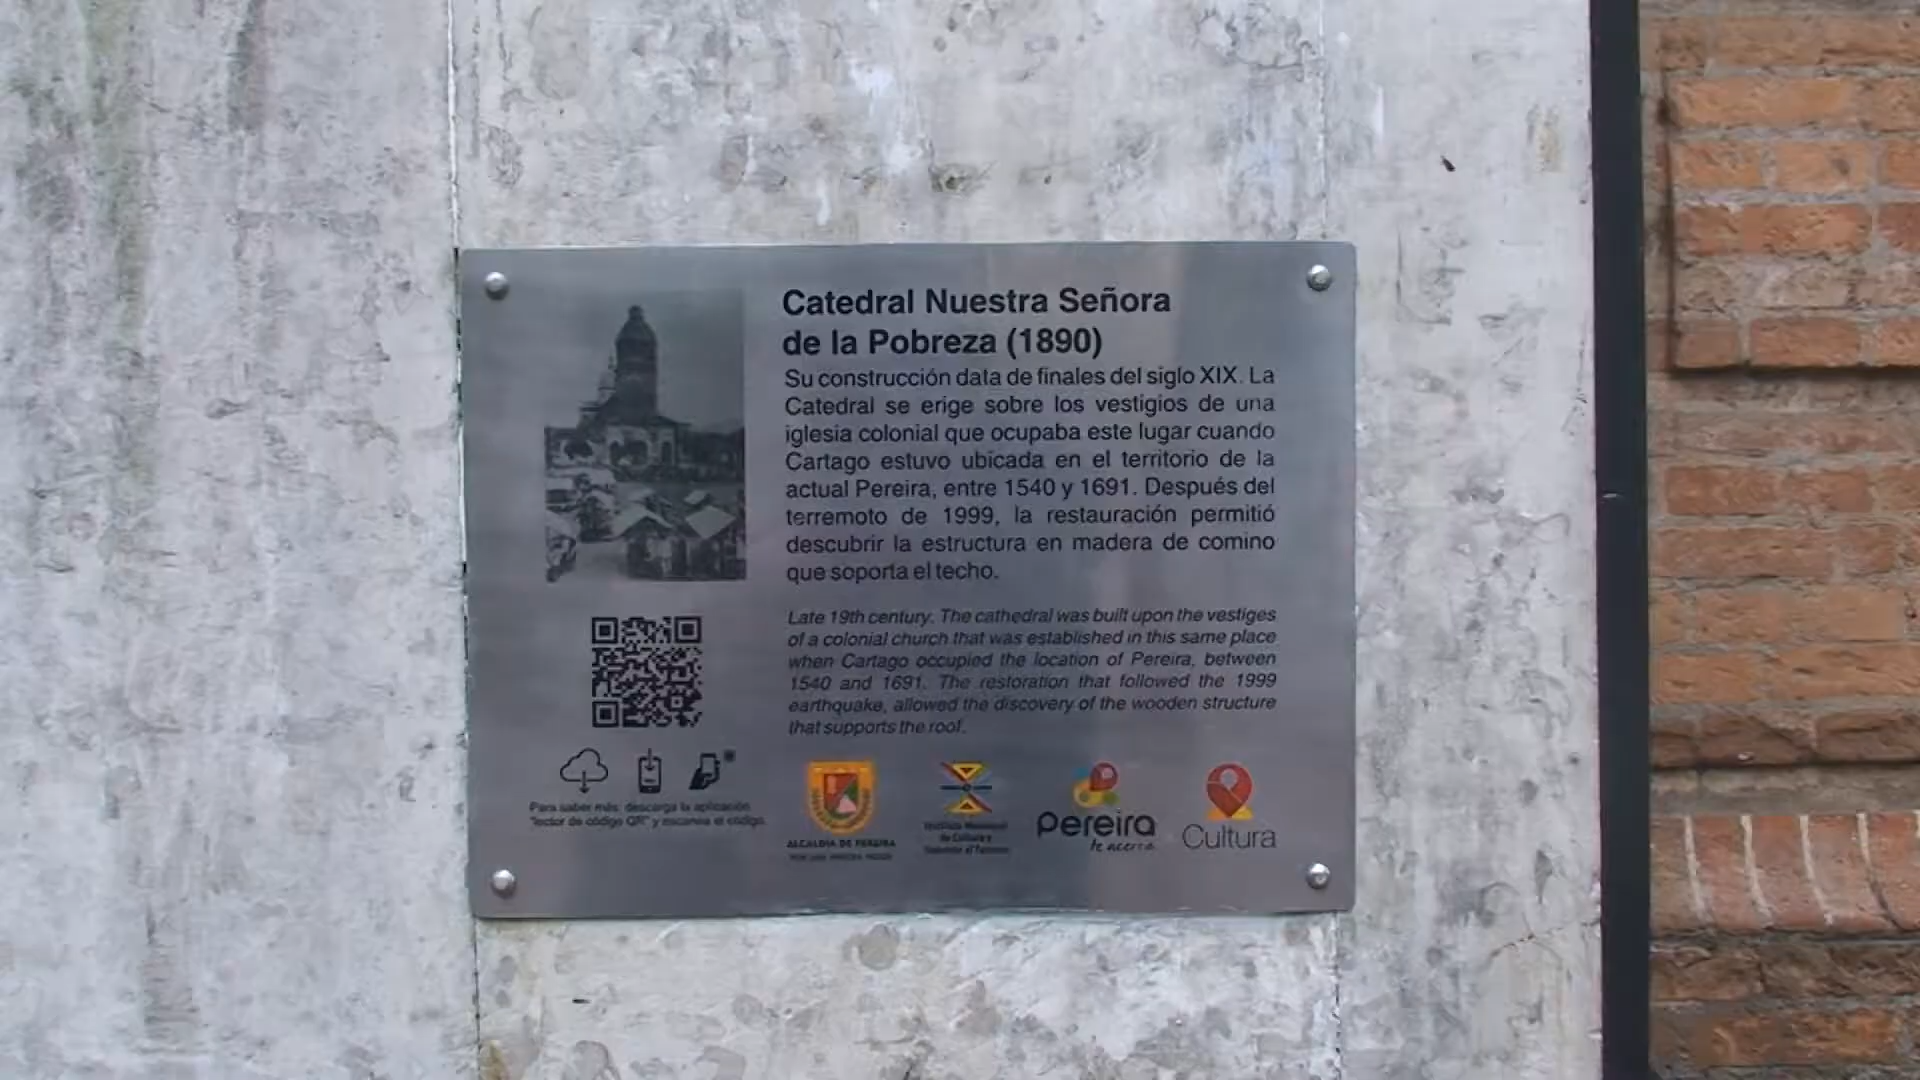 Catedral Nuestra Señora
de la Pobreza (1890)
Su construcción data de finales del siglo XIX. La
Catedral se erige sobre los vestigios de una
iglesia colonial que ocupaba este lugar cuando
Cartago estuvo ubicada en el territorio de la
actual Pereira, entre 1540 y 1691. Después del
terremoto de 1999, la restauración permitió
descubrir la estructura en madera de comino
que soporta el techo.
Late 19th century. The cathedral was built upon the vestiges
of a colonial church that was established in this same place
when Cartago occupied the location of Pereira, between
1540 and 1691. The restoration that followed the 1999
earthquake, allowed the discovery of the wooden structure
that supports the roof.
Para saber más: descarga la aplicación
"lector de código QR" y escanea el código.
ALCALDÍA DE PEREIRA
Instituto Municipal
de Cultura y
Fomento al Turismo
Pereira
te acerca
Cultura